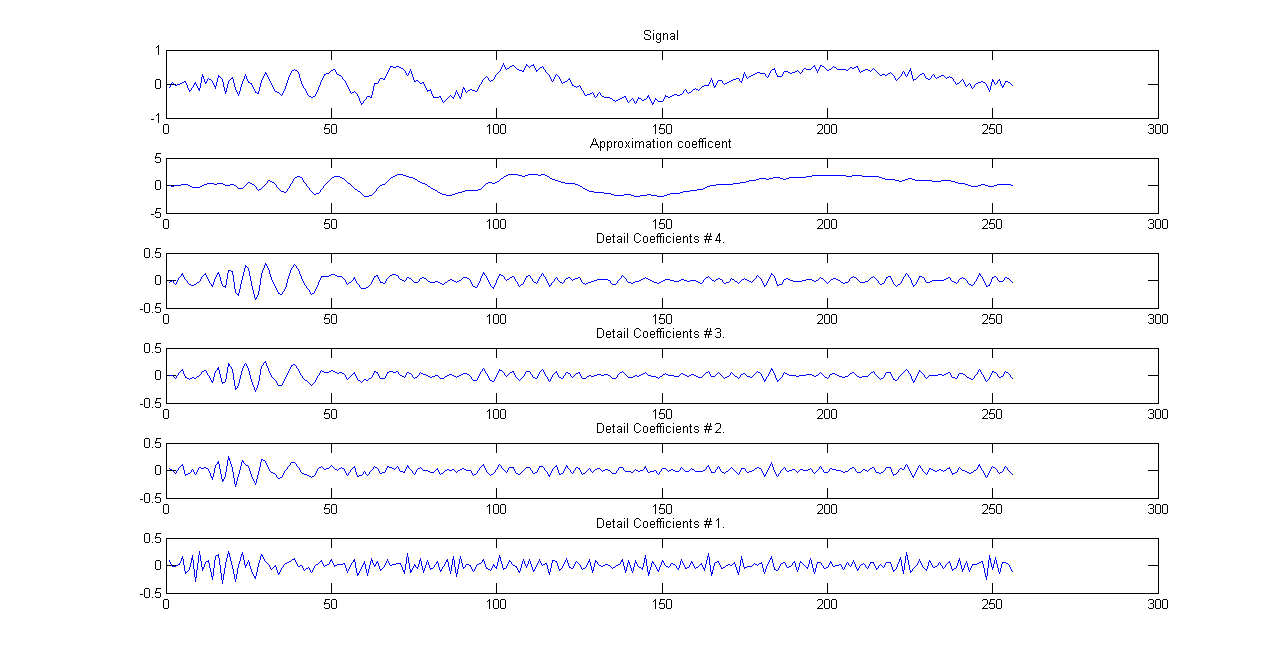 Signal
1
0
-1
0 50 100 150 200 250 300
Approximation coefficent
5
0
-5
0 50 100 150 200 250 300
Detail Coefficients #4.
0.5
0
-0.5
0 50 100 150 200 250 300
Detail Coefficients #3.
0.5
0
-0.5
0 50 100 150 200 250 300
Detail Coefficients #2.
0.5
0
-0.5
0 50 100 150 200 250 300
Detail Coefficients #1.
0.5
0
-0.5
0 50 100 150 200 250 300